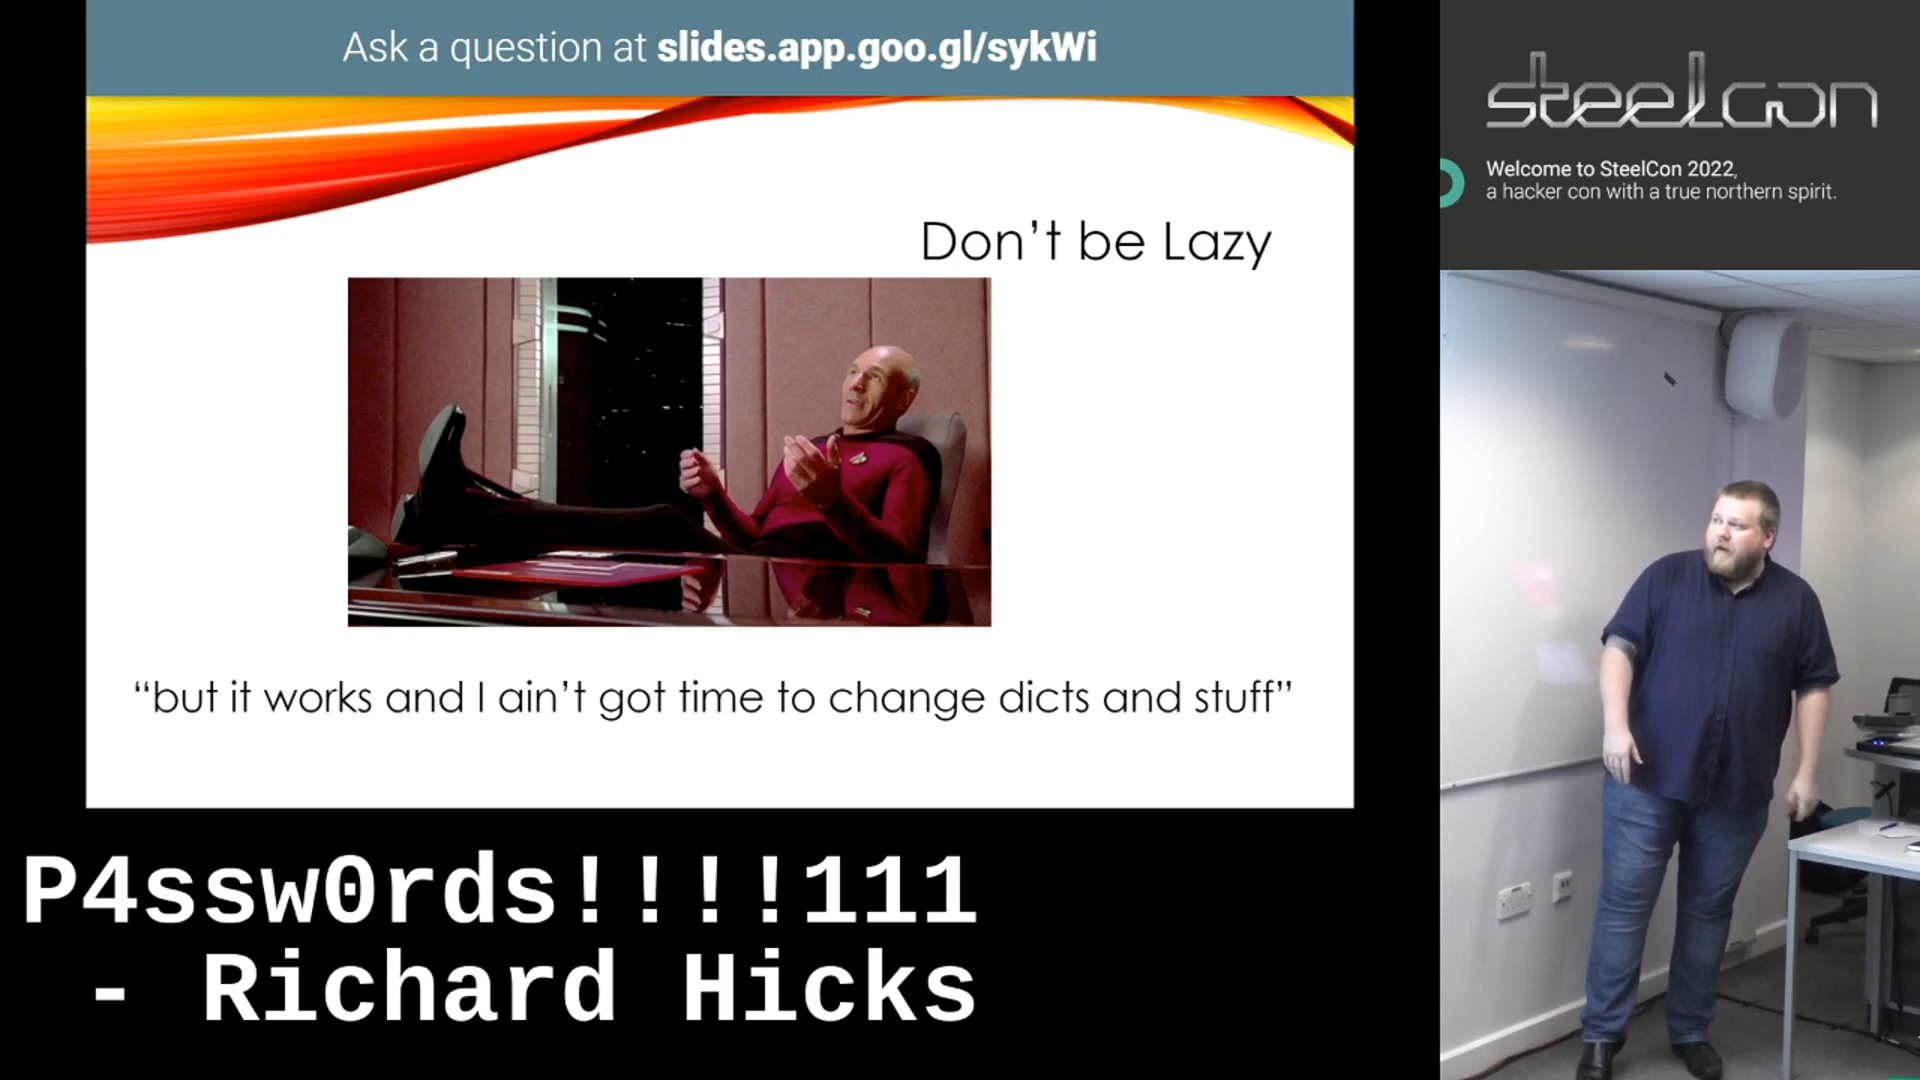 Ask a question at slides.app.goo.gl/sykWi
Don't be Lazy
“but it works and I ain't got time to change dicts and stuff”
P4ssw0rds!!!!111
- Richard Hicks
steelcon
Welcome to SteelCon 2022,
a hacker con with a true northern spirit.